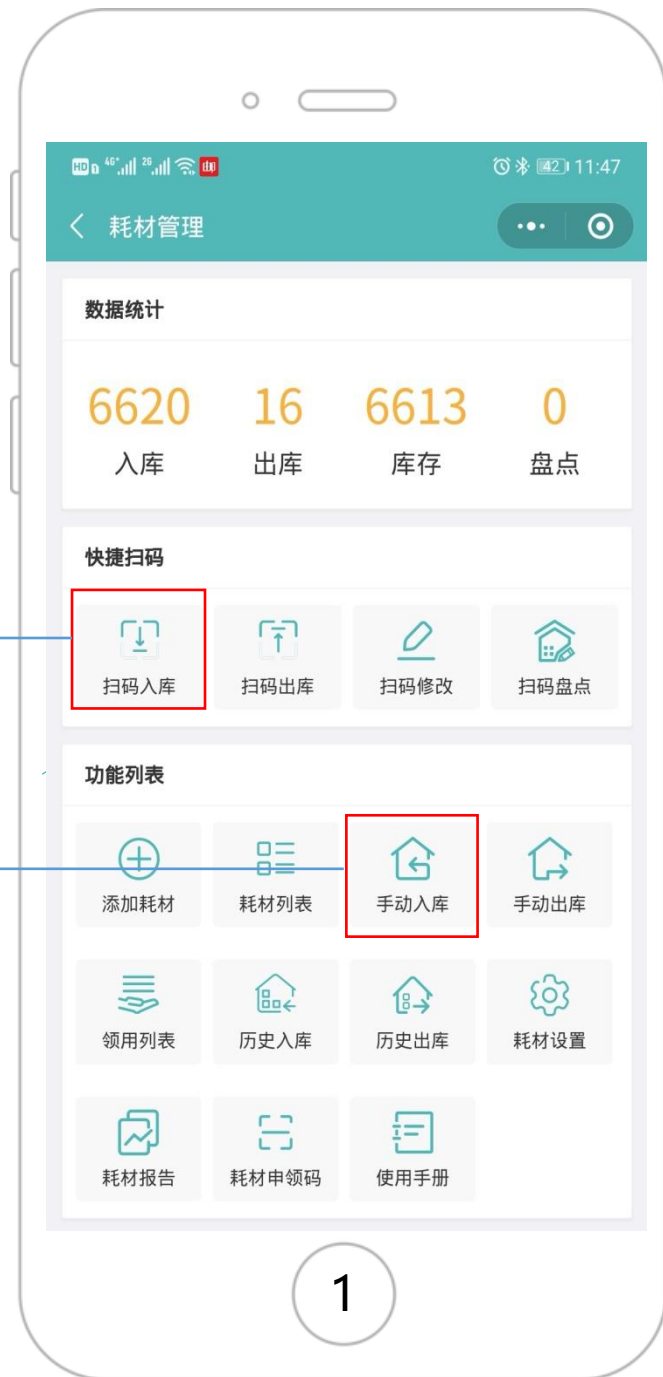 HD 4G+ 2G 42 11:47
耗材管理
数据统计
6620 16 6613 0
入库 出库 库存 盘点
快捷扫码
扫码入库 扫码出库 扫码修改 扫码盘点
功能列表
添加耗材 耗材列表 手动入库 手动出库
领用列表 历史入库 历史出库 耗材设置
耗材报告 耗材申领码 使用手册
1